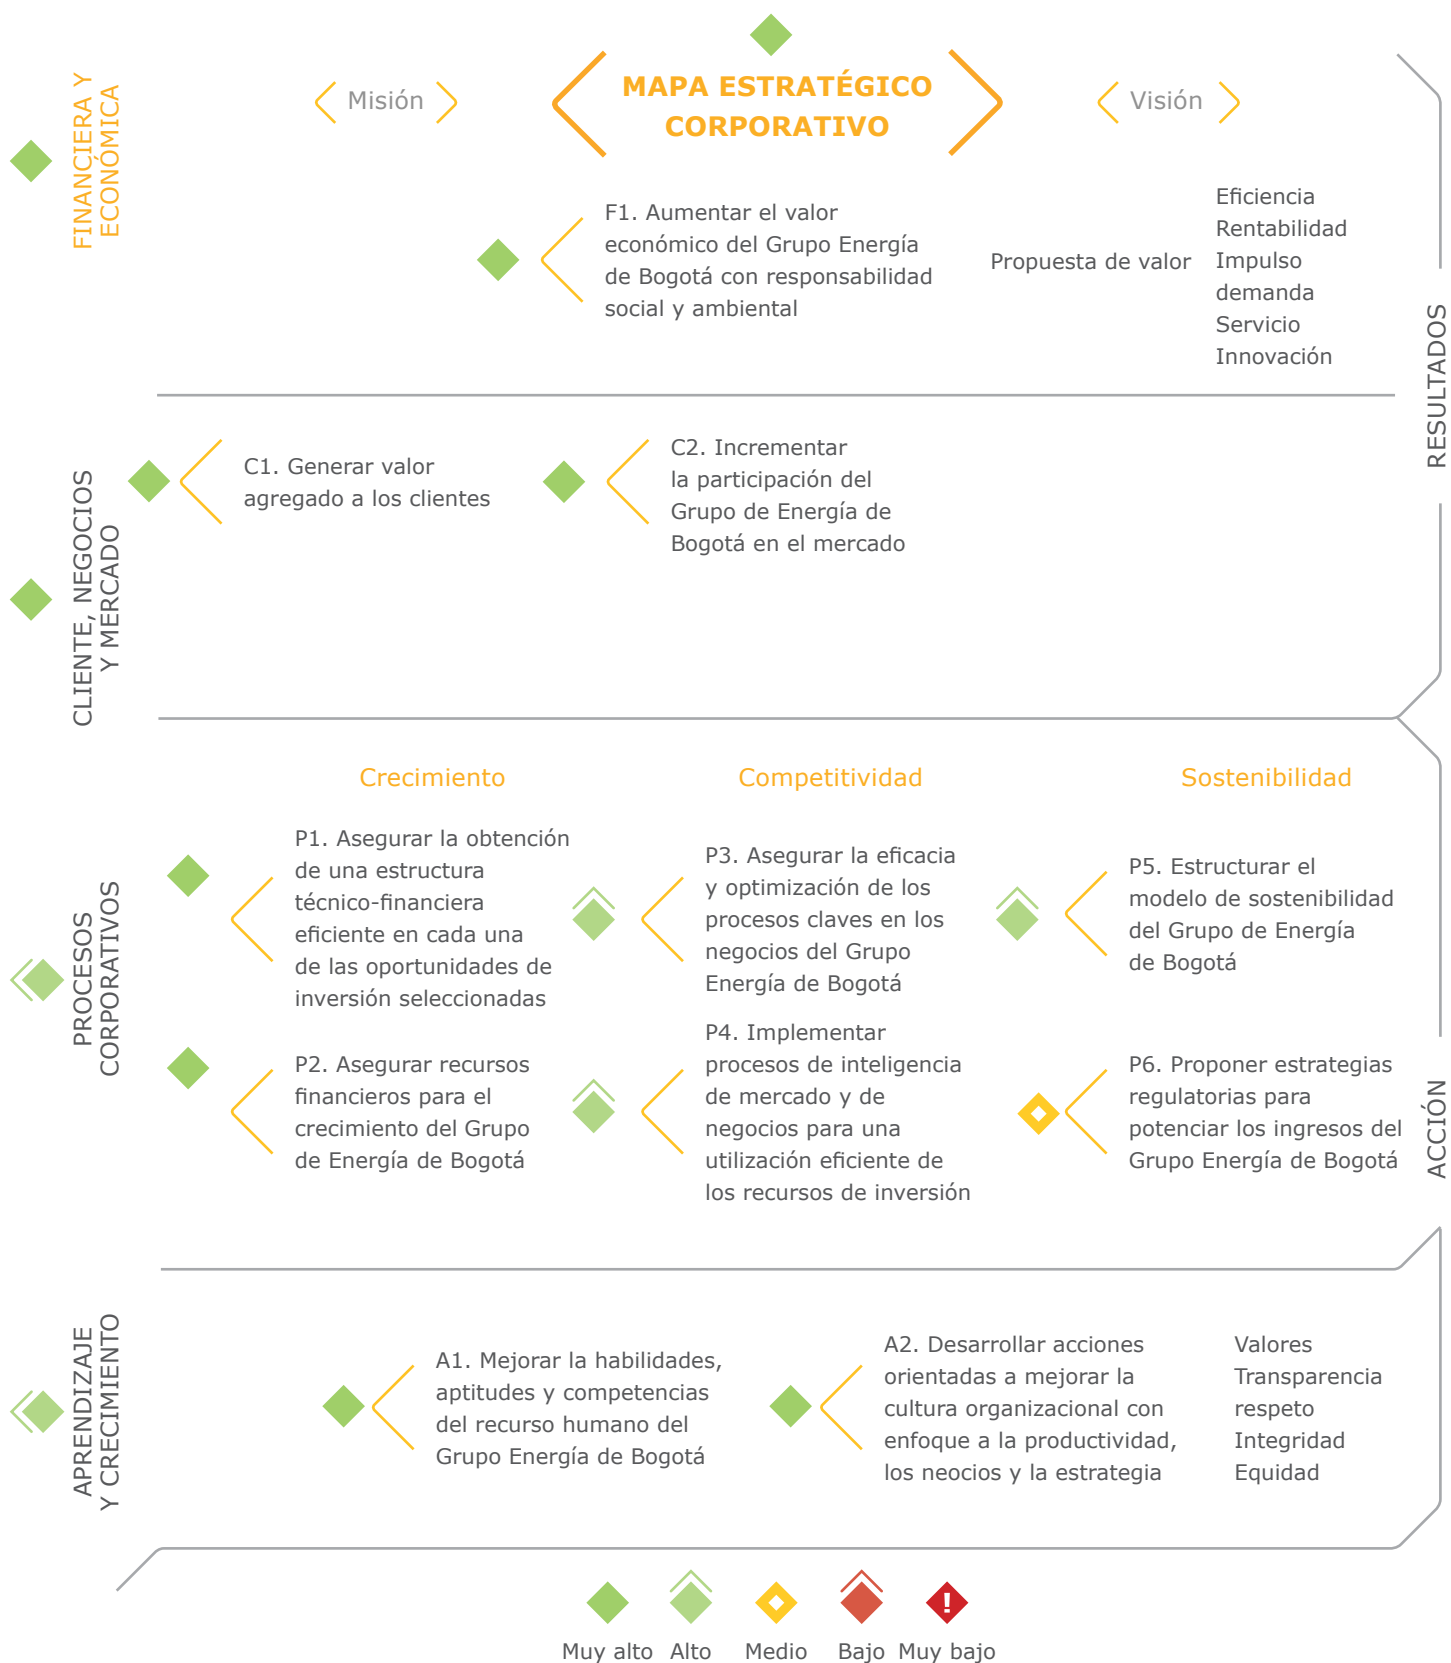 FINANCIERA Y
ECONÓMICA
Misión
MAPA ESTRATÉGICO
CORPORATIVO
Visión
F1. Aumentar el valor
económico del Grupo Energía
de Bogotá con responsabilidad
social y ambiental
Propuesta de valor
Eficiencia
Rentabilidad
Impulso
demanda
Servicio
Innovación
RESULTADOS
CLIENTE, NEGOCIOS
Y MERCADO
C1. Generar valor
agregado a los clientes
C2. Incrementar
la participación del
Grupo de Energía de
Bogotá en el mercado
PROCESOS
CORPORATIVOS
Crecimiento
Competitividad
Sostenibilidad
P1. Asegurar la obtención
de una estructura
técnico-financiera
eficiente en cada una
de las oportunidades de
inversión seleccionadas
P3. Asegurar la eficacia
y optimización de los
procesos claves en los
negocios del Grupo
Energía de Bogotá
P5. Estructurar el
modelo de sostenibilidad
del Grupo de Energía
de Bogotá
P2. Asegurar recursos
financieros para el
crecimiento del Grupo
de Energía de Bogotá
P4. Implementar
procesos de inteligencia
de mercado y de
negocios para una
utilización eficiente de
los recursos de inversión
P6. Proponer estrategias
regulatorias para
potenciar los ingresos del
Grupo Energía de Bogotá
ACCIÓN
APRENDIZAJE
Y CRECIMIENTO
A1. Mejorar la habilidades,
aptitudes y competencias
del recurso humano del
Grupo Energía de Bogotá
A2. Desarrollar acciones
orientadas a mejorar la
cultura organizacional con
enfoque a la productividad,
los neocios y la estrategia
Valores
Transparencia
respeto
Integridad
Equidad
!
Muy alto
Alto
Medio
Bajo
Muy bajo